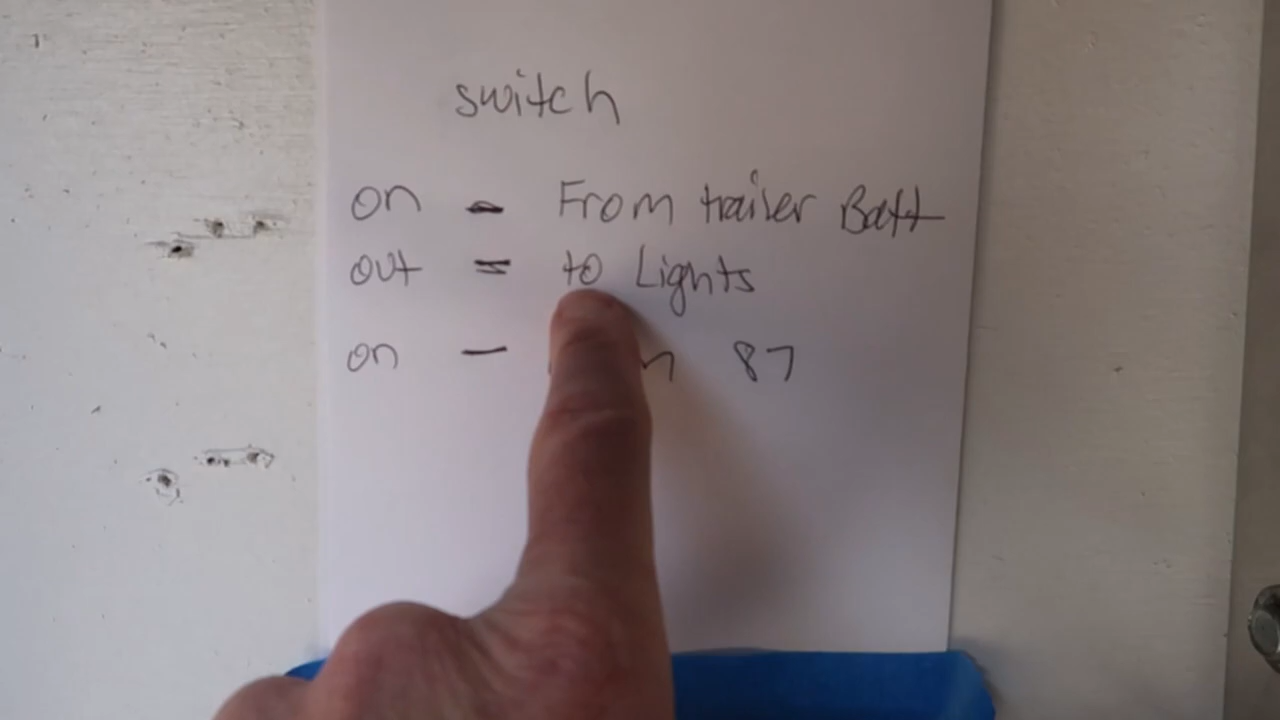 switch
on - From trailer Batt
out = to Lights
on - 87